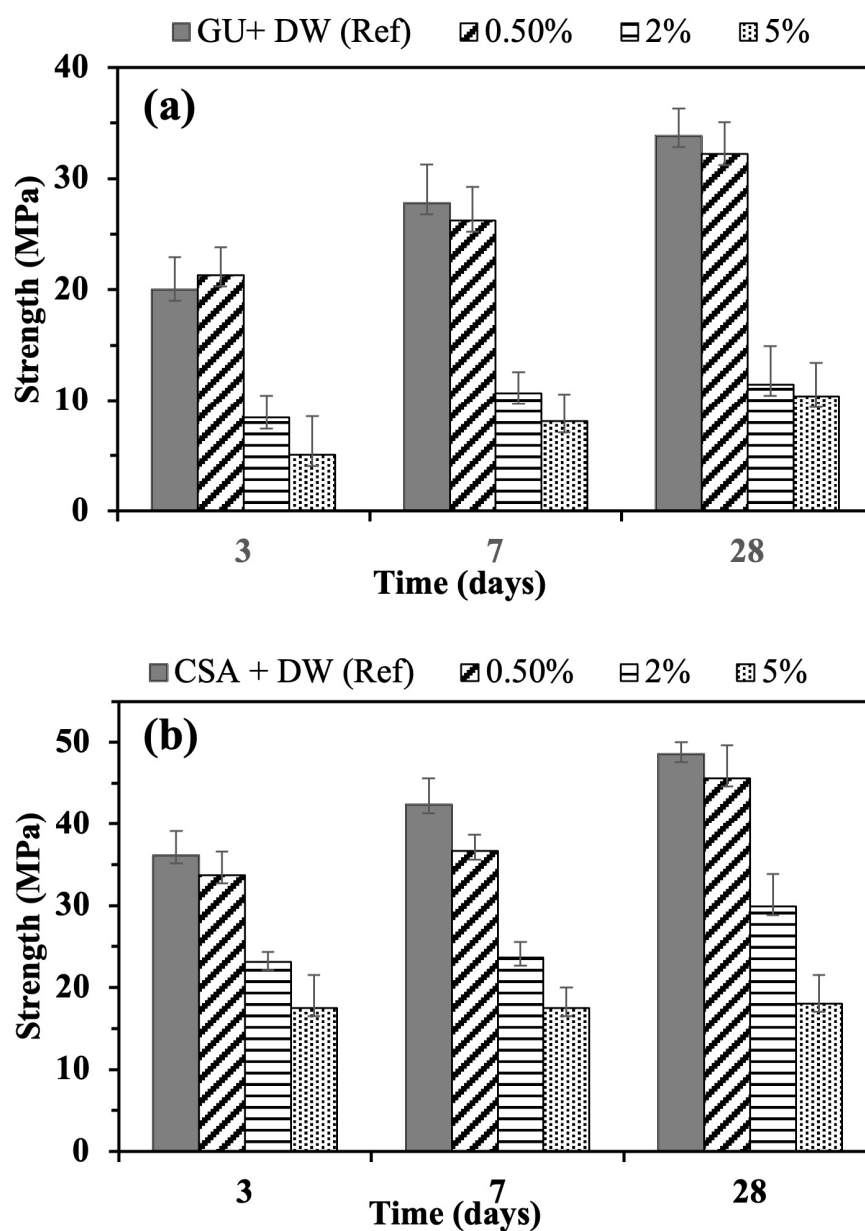 GU+ DW (Ref) 0.50% 2% 5%
(a)
Strength (MPa)
40
30
20
10
0
3 7 28
Time (days)
CSA + DW (Ref) 0.50% 2% 5%
(b)
Strength (MPa)
50
40
30
20
10
0
3 7 28
Time (days)